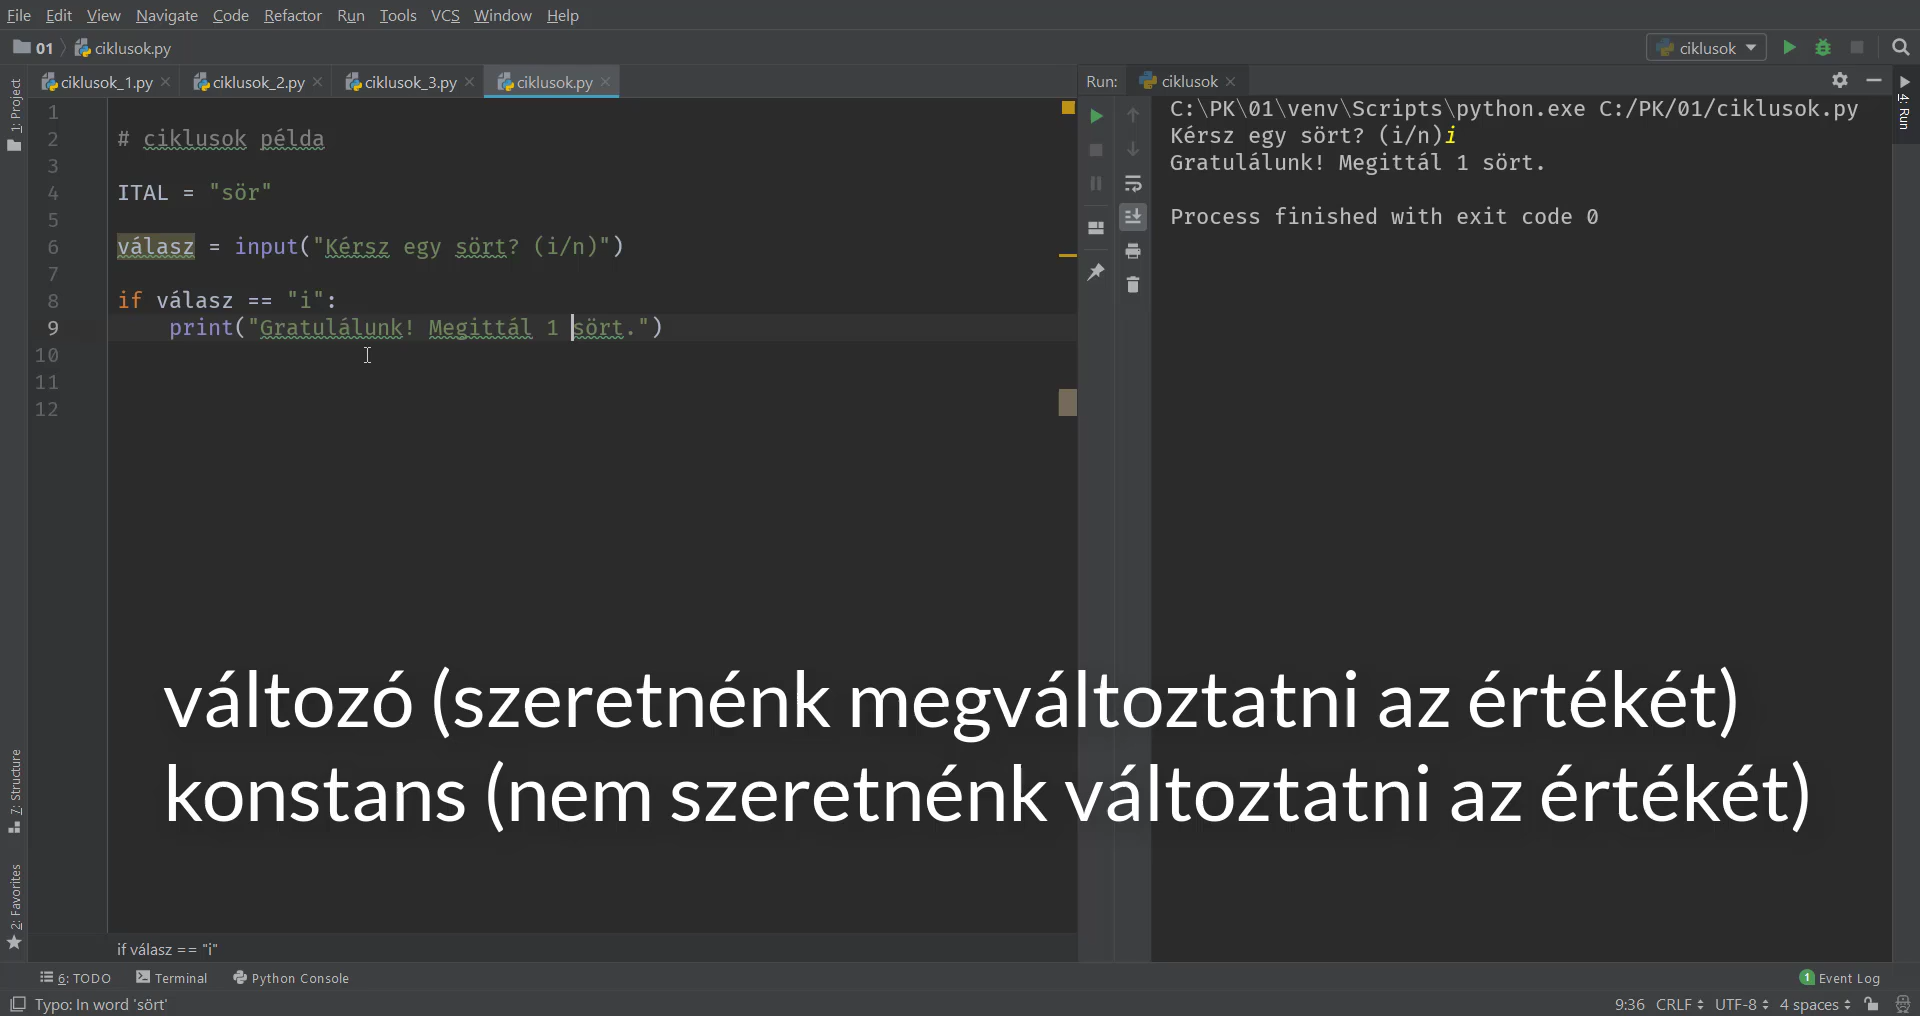 File Edit View Navigate Code Refactor Run Tools VCS Window Help
01 ciklusok.py
ciklusok
ciklusok_1.py ciklusok_2.py ciklusok_3.py ciklusok.py
Run: ciklusok
1: Project
4: Run
1
2 # ciklusok példa
3
4 ITAL = "sör"
5
6 válasz = input("Kérsz egy sört? (i/n)")
7
8 if válasz == "i":
9 print("Gratulálunk! Megittál 1 sört.")
10
11
12
C:\PK\01\venv\Scripts\python.exe C:/PK/01/ciklusok.py
Kérsz egy sört? (i/n)i
Gratulálunk! Megittál 1 sört.
Process finished with exit code 0
változó (szeretnénk megváltoztatni az értékét)
konstans (nem szeretnénk változtatni az értékét)
7: Structure
2: Favorites
if válasz == "i"
6: TODO Terminal Python Console
1 Event Log
Typo: In word 'sört'
9:36 CRLF UTF-8 4 spaces